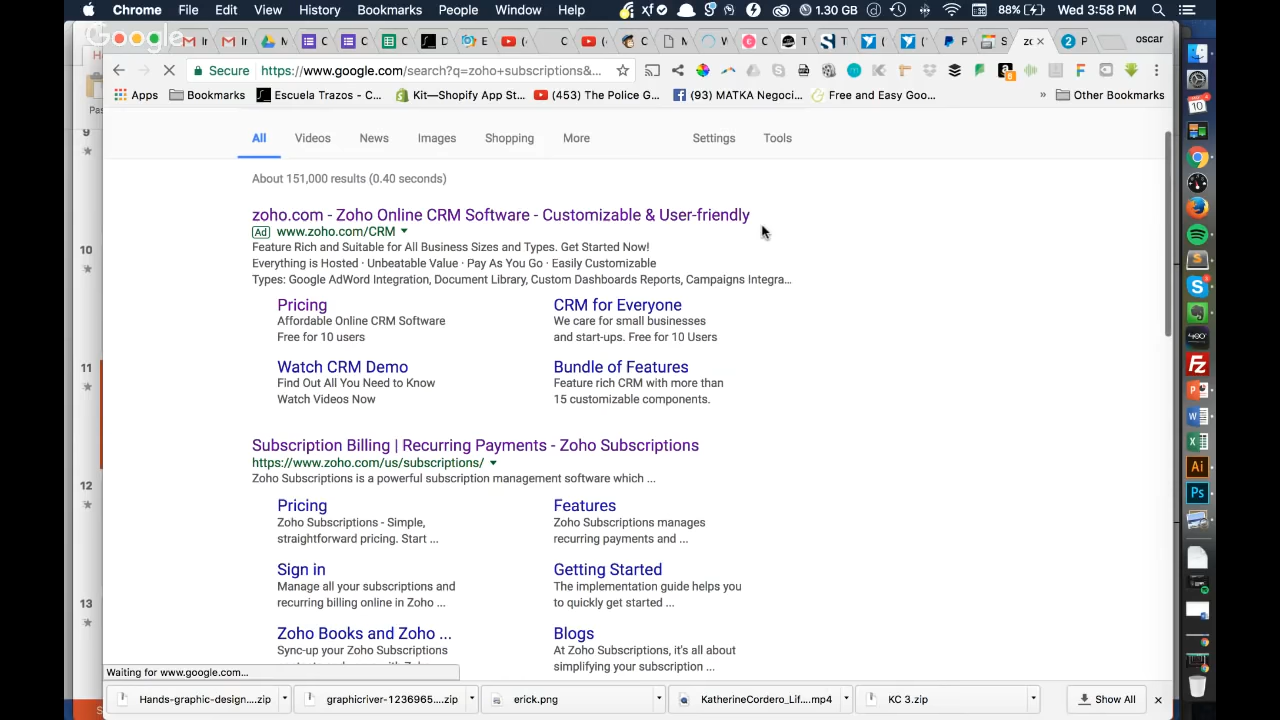 Chrome File Edit View History Bookmarks People Window Help 1.30 GB 88% Wed 3:58 PM
Google
oscar
Secure https://www.google.com/search?q=zoho+subscriptions&...
Apps Bookmarks Escuela Trazos - C... Kit—Shopify Posts... (453) The Police G... (93) MATKA Neon... Free and Easy Go... » Other Bookmarks
All Videos News Images Shopping More Settings Tools
About 151,000 results (0.40 seconds)
zoho.com - Zoho Online CRM Software - Customizable & User-friendly
Ad www.zoho.com/CRM
Feature Rich and Suitable for All Business Sizes and Types. Get Started Now!
Everything is Hosted · Unbeatable Value · Pay As You Go · Easily Customizable
Types: Google AdWord Integration, Document Library, Custom Dashboards Reports, Campaigns Integra...
Pricing
Affordable Online CRM Software
Free for 10 users
CRM for Everyone
We care for small businesses
and start-ups. Free for 10 Users
Watch CRM Demo
Find Out All You Need to Know
Watch Videos Now
Bundle of Features
Feature rich CRM with more than
15 customizable components.
Subscription Billing | Recurring Payments - Zoho Subscriptions
https://www.zoho.com/us/subscriptions/
Zoho Subscriptions is a powerful subscription management software which ...
Pricing
Zoho Subscriptions - Simple,
straightforward pricing. Start ...
Features
Zoho Subscriptions manages
recurring payments and ...
Sign in
Manage all your subscriptions and
recurring billing online in Zoho ...
Getting Started
The implementation guide helps you
to quickly get started ...
Zoho Books and Zoho ...
Sync-up your Zoho Subscriptions
Blogs
At Zoho Subscriptions, it's all about
simplifying your subscription ...
Waiting for www.google.com...
Hands-graphic-design....zip
erick.png
Show All
9
10
11
12
13